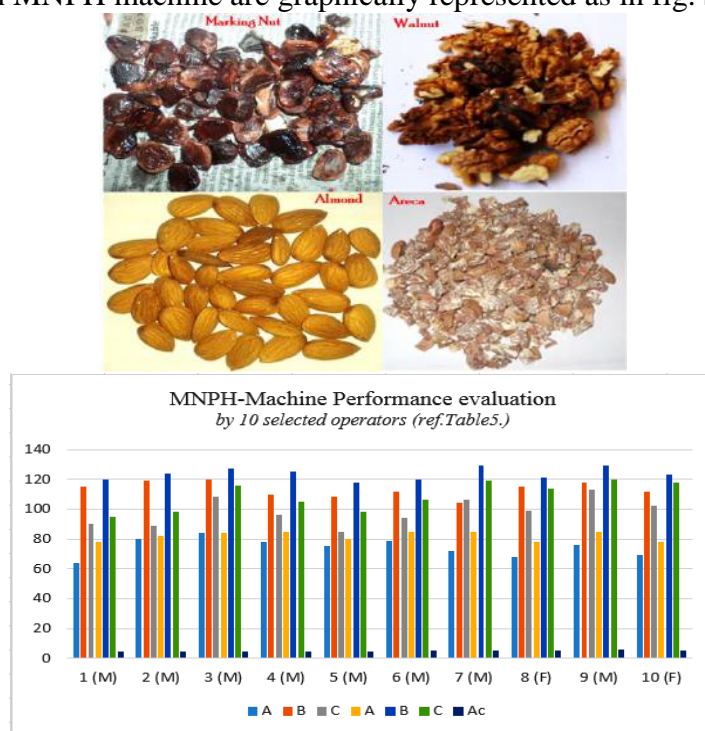 MNPH machine are graphically represented as in fig.
Marking Nut Walnut
Almond Areca
MNPH-Machine Performance evaluation
by 10 selected operators (ref.Table5.)
140
120
100
80
60
40
20
0
1 (M) 2 (M) 3 (M) 4 (M) 5 (M) 6 (M) 7 (M) 8 (F) 9 (M) 10 (F)
A B C A B C Ac